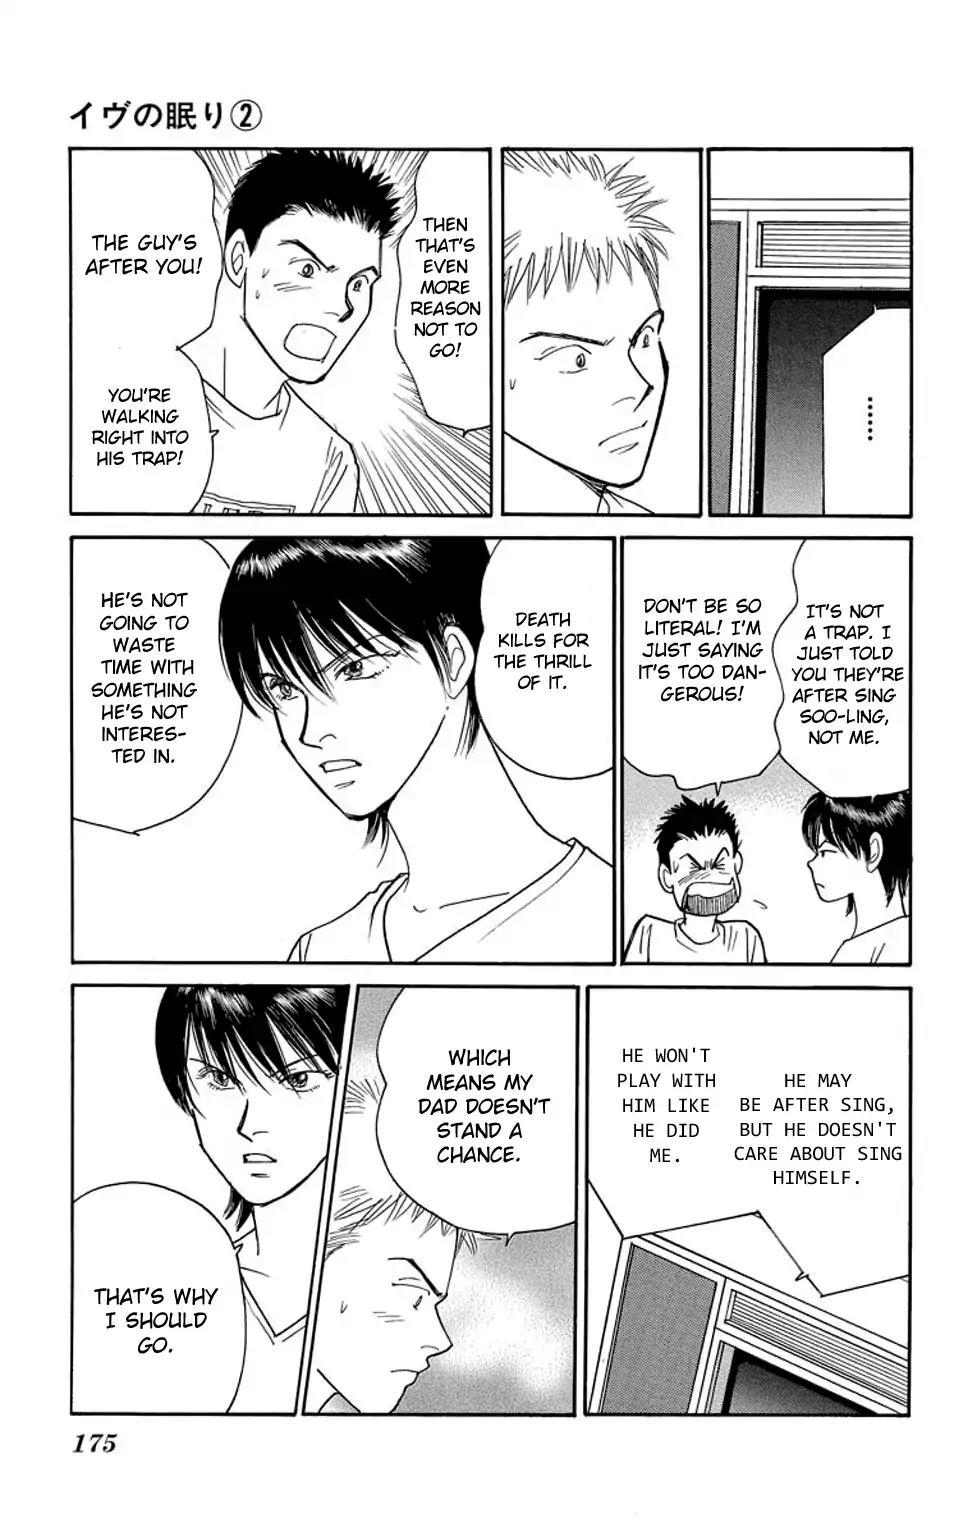 イヴの眠り②
......
THEN
THAT'S
EVEN
MORE
REASON
NOT TO
GO!
THE GUY'S
AFTER YOU!
YOU'RE
WALKING
RIGHT INTO
HIS TRAP!
IT'S NOT
A TRAP. I
JUST TOLD
YOU THEY'RE
AFTER SING
SOO-LING,
NOT ME.
DON'T BE SO
LITERAL! I'M
JUST SAYING
IT'S TOO DAN-
GEROUS!
DEATH
KILLS FOR
THE THRILL
OF IT.
HE'S NOT
GOING TO
WASTE
TIME WITH
SOMETHING
HE'S NOT
INTERES-
TED IN.
HE MAY
BE AFTER SING,
BUT HE DOESN'T
CARE ABOUT SING
HIMSELF.
HE WON'T
PLAY WITH
HIM LIKE
HE DID
ME.
WHICH
MEANS MY
DAD DOESN'T
STAND A
CHANCE.
THAT'S WHY
I SHOULD
GO.
175